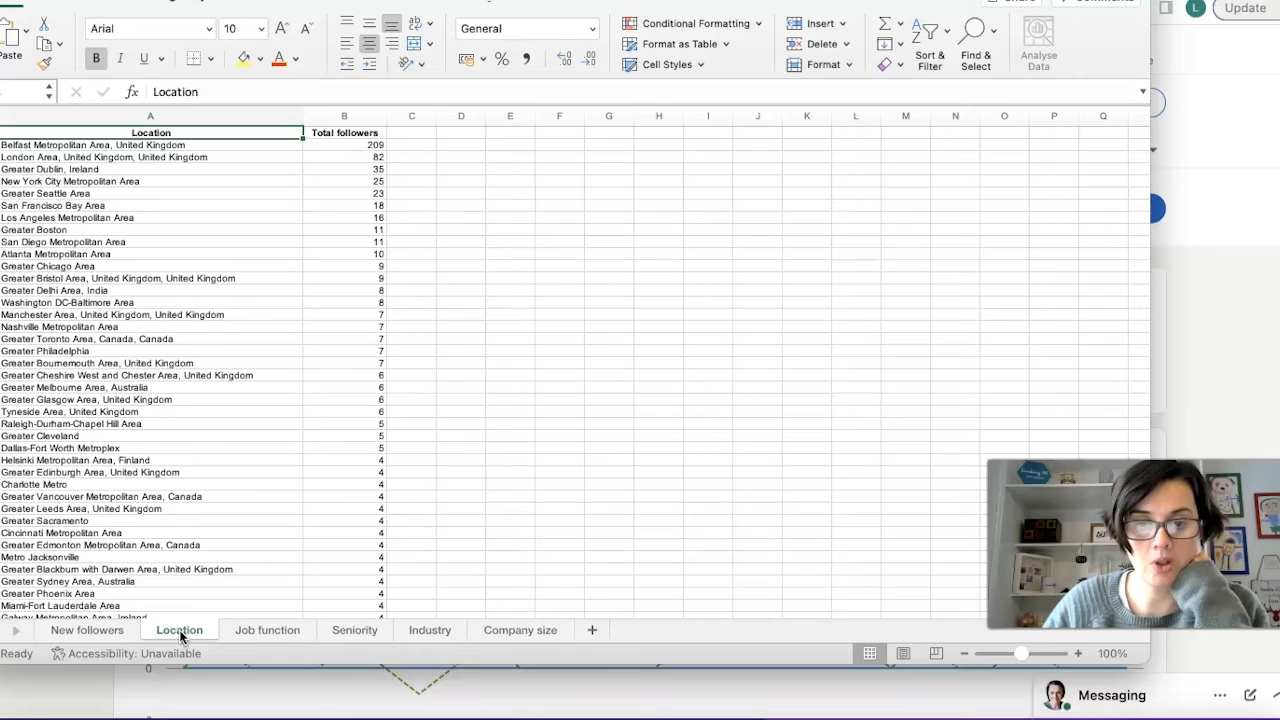 Update
L
Arial
10
General
Conditional Formatting
Format as Table
Cell Styles
Insert
Delete
Format
Sort & Filter
Find & Select
Analyse Data
Paste
B I U
fx Location
A B C D E F G H I J K L M N O P Q
Location Total followers
Belfast Metropolitan Area, United Kingdom 209
London Area, United Kingdom, United Kingdom 82
Greater Dublin, Ireland 35
New York City Metropolitan Area 25
Greater Seattle Area 23
San Francisco Bay Area 18
Los Angeles Metropolitan Area 16
Greater Boston 11
San Diego Metropolitan Area 11
Atlanta Metropolitan Area 10
Greater Chicago Area 9
Greater Bristol Area, United Kingdom, United Kingdom 9
Greater Delhi Area, India 8
Washington DC-Baltimore Area 8
Manchester Area, United Kingdom, United Kingdom 7
Nashville Metropolitan Area 7
Greater Toronto Area, Canada, Canada 7
Greater Philadelphia 7
Greater Bournemouth Area, United Kingdom 7
Greater Cheshire West and Chester Area, United Kingdom 6
Greater Melbourne Area, Australia 6
Greater Glasgow Area, United Kingdom 6
Tyneside Area, United Kingdom 6
Raleigh-Durham-Chapel Hill Area 5
Greater Cleveland 5
Dallas-Fort Worth Metroplex 5
Helsinki Metropolitan Area, Finland 4
Greater Edinburgh Area, United Kingdom 4
Charlotte Metro 4
Greater Vancouver Metropolitan Area, Canada 4
Greater Leeds Area, United Kingdom 4
Greater Sacramento 4
Cincinnati Metropolitan Area 4
Greater Edmonton Metropolitan Area, Canada 4
Metro Jacksonville 4
Greater Blackburn with Darwen Area, United Kingdom 4
Greater Sydney Area, Australia 4
Greater Phoenix Area 4
Miami-Fort Lauderdale Area 4
Galway Metropolitan Area, Ireland 4
New followers Location Job function Seniority Industry Company size +
Ready Accessibility: Unavailable 100%
0
Messaging